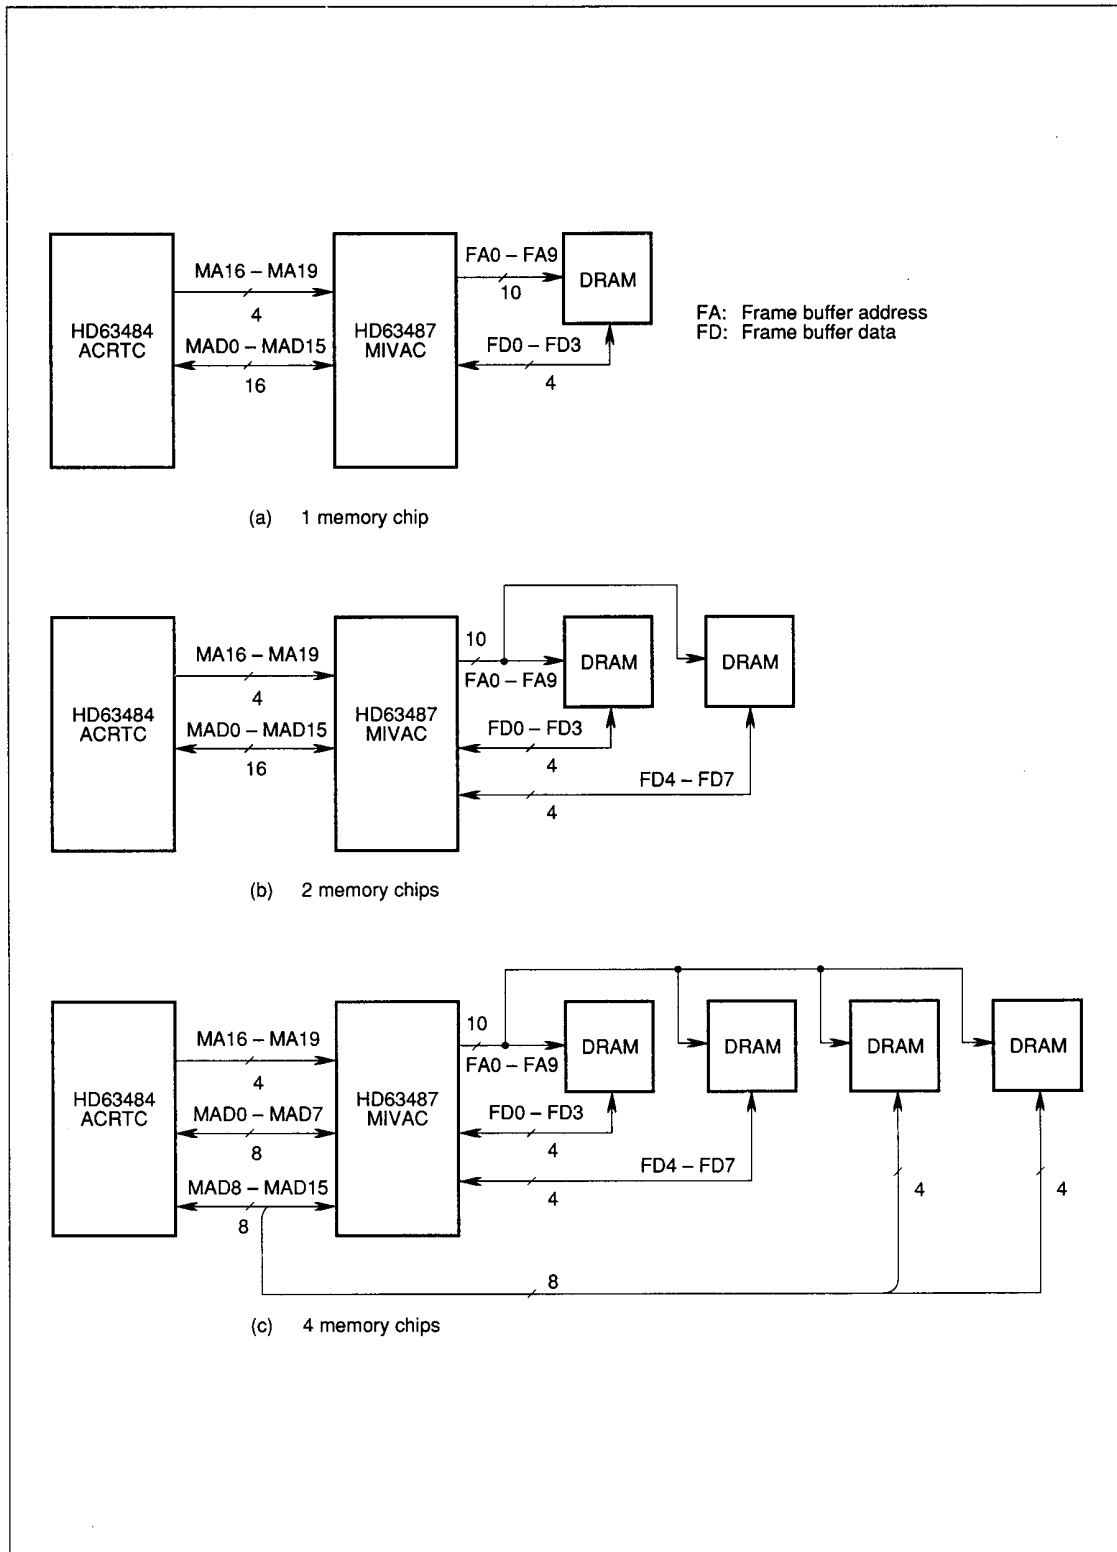 HD63484
ACRTC
MA16 – MA19
4
MAD0 – MAD15
16
HD63487
MIVAC
FA0 – FA9
10
FD0 – FD3
4
DRAM
FA: Frame buffer address
FD: Frame buffer data
(a) 1 memory chip
HD63484
ACRTC
MA16 – MA19
4
MAD0 – MAD15
16
HD63487
MIVAC
10
FA0 – FA9
FD0 – FD3
4
FD4 – FD7
4
DRAM
DRAM
(b) 2 memory chips
HD63484
ACRTC
MA16 – MA19
4
MAD0 – MAD7
8
MAD8 – MAD15
8
HD63487
MIVAC
10
FA0 – FA9
FD0 – FD3
4
FD4 – FD7
4
DRAM
DRAM
DRAM
DRAM
4
4
8
(c) 4 memory chips